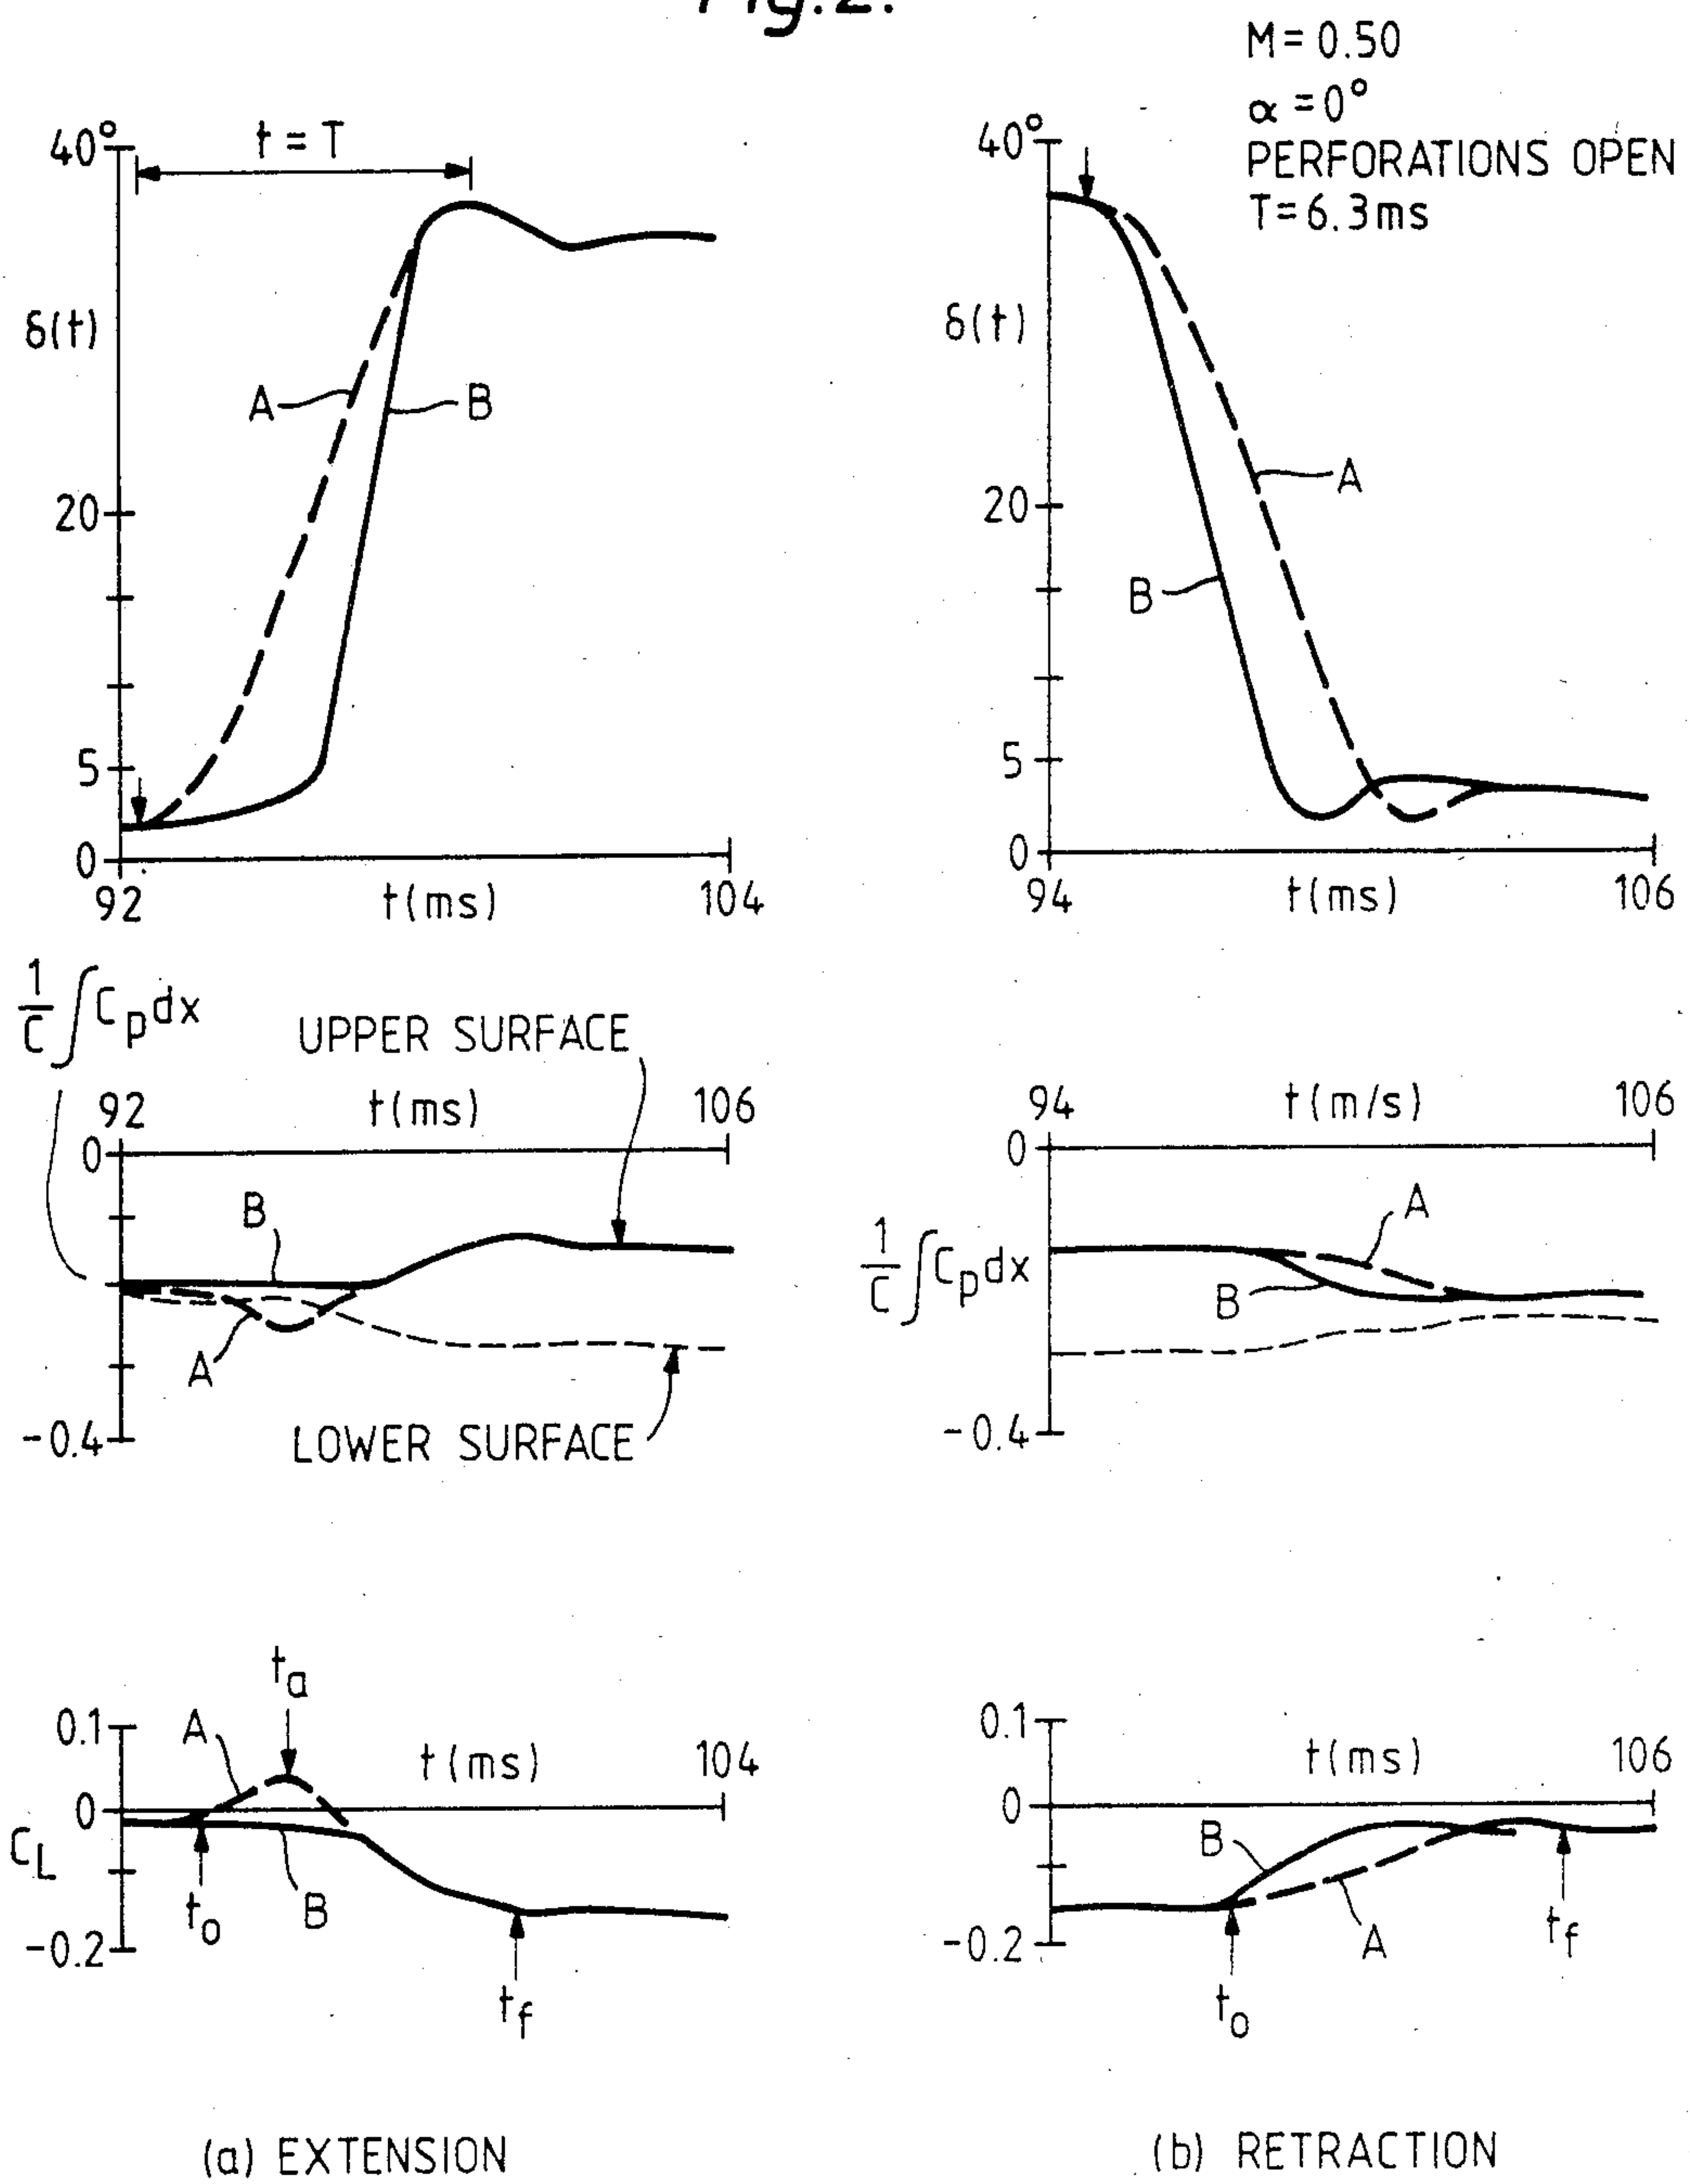 Fig.2.
M = 0.50
α = 0°
PERFORATIONS OPEN
T = 6.3ms
40°
t = T
δ(t)
A
B
20
5
0
92
t(ms)
104
40°
δ(t)
A
20
B
5
0
94
t(ms)
106
1/C ∫ Cp dx
UPPER SURFACE
92
t(ms)
106
0
B
A
-0.4
LOWER SURFACE
94
t(m/s)
106
0
A
1/C ∫ Cp dx
B
-0.4
ta
0.1
A
t(ms)
104
0
CL
to
B
-0.2
tf
0.1
t(ms)
106
0
B
A
tf
-0.2
to
(a) EXTENSION
(b) RETRACTION